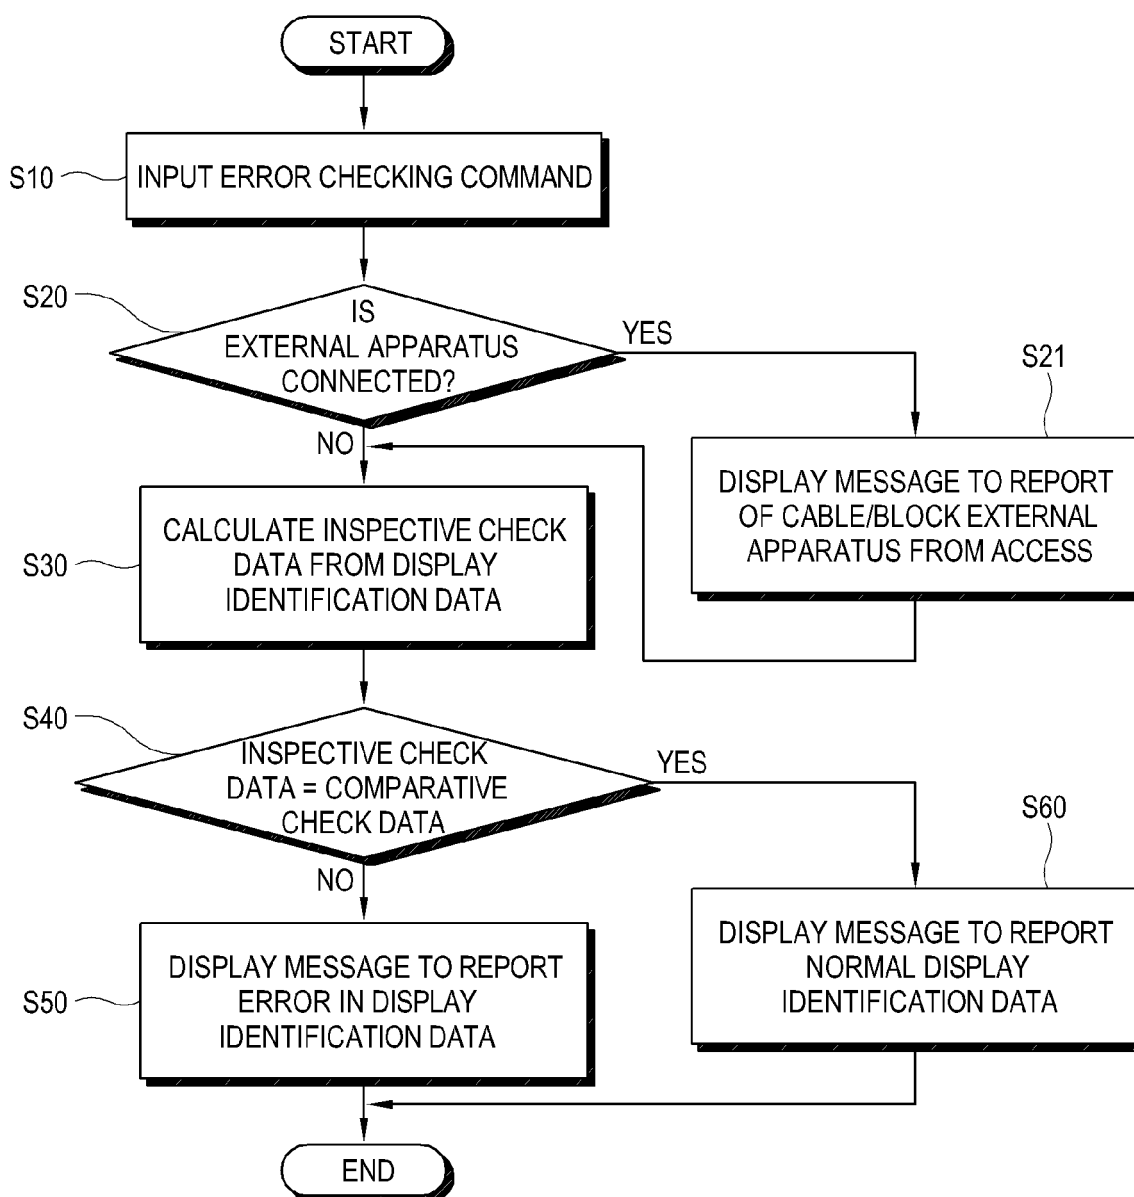 START
S10
INPUT ERROR CHECKING COMMAND
S20
IS
EXTERNAL APPARATUS
CONNECTED?
YES
NO
S21
DISPLAY MESSAGE TO REPORT
OF CABLE/BLOCK EXTERNAL
APPARATUS FROM ACCESS
S30
CALCULATE INSPECTIVE CHECK
DATA FROM DISPLAY
IDENTIFICATION DATA
S40
INSPECTIVE CHECK
DATA = COMPARATIVE
CHECK DATA
YES
NO
S60
DISPLAY MESSAGE TO REPORT
NORMAL DISPLAY
IDENTIFICATION DATA
S50
DISPLAY MESSAGE TO REPORT
ERROR IN DISPLAY
IDENTIFICATION DATA
END